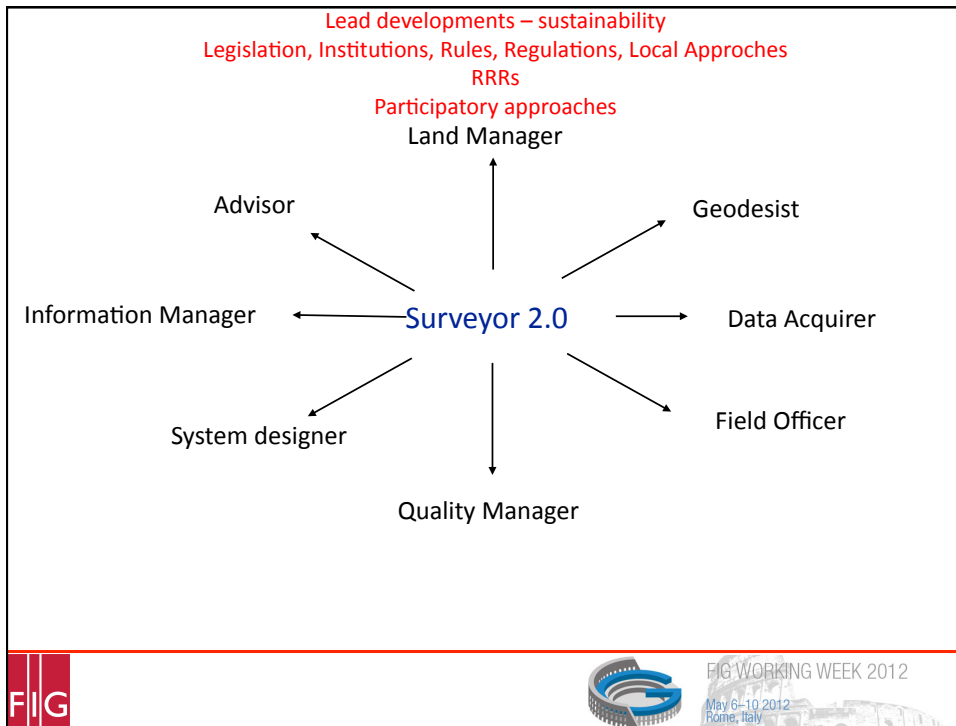 Lead developments – sustainability
Legislation, Institutions, Rules, Regulations, Local Approches
RRRs
Participatory approaches
Land Manager
Advisor
Geodesist
Information Manager
Surveyor 2.0
Data Acquirer
System designer
Field Officer
Quality Manager
FIG
FIG WORKING WEEK 2012
May 6–10 2012
Rome, Italy